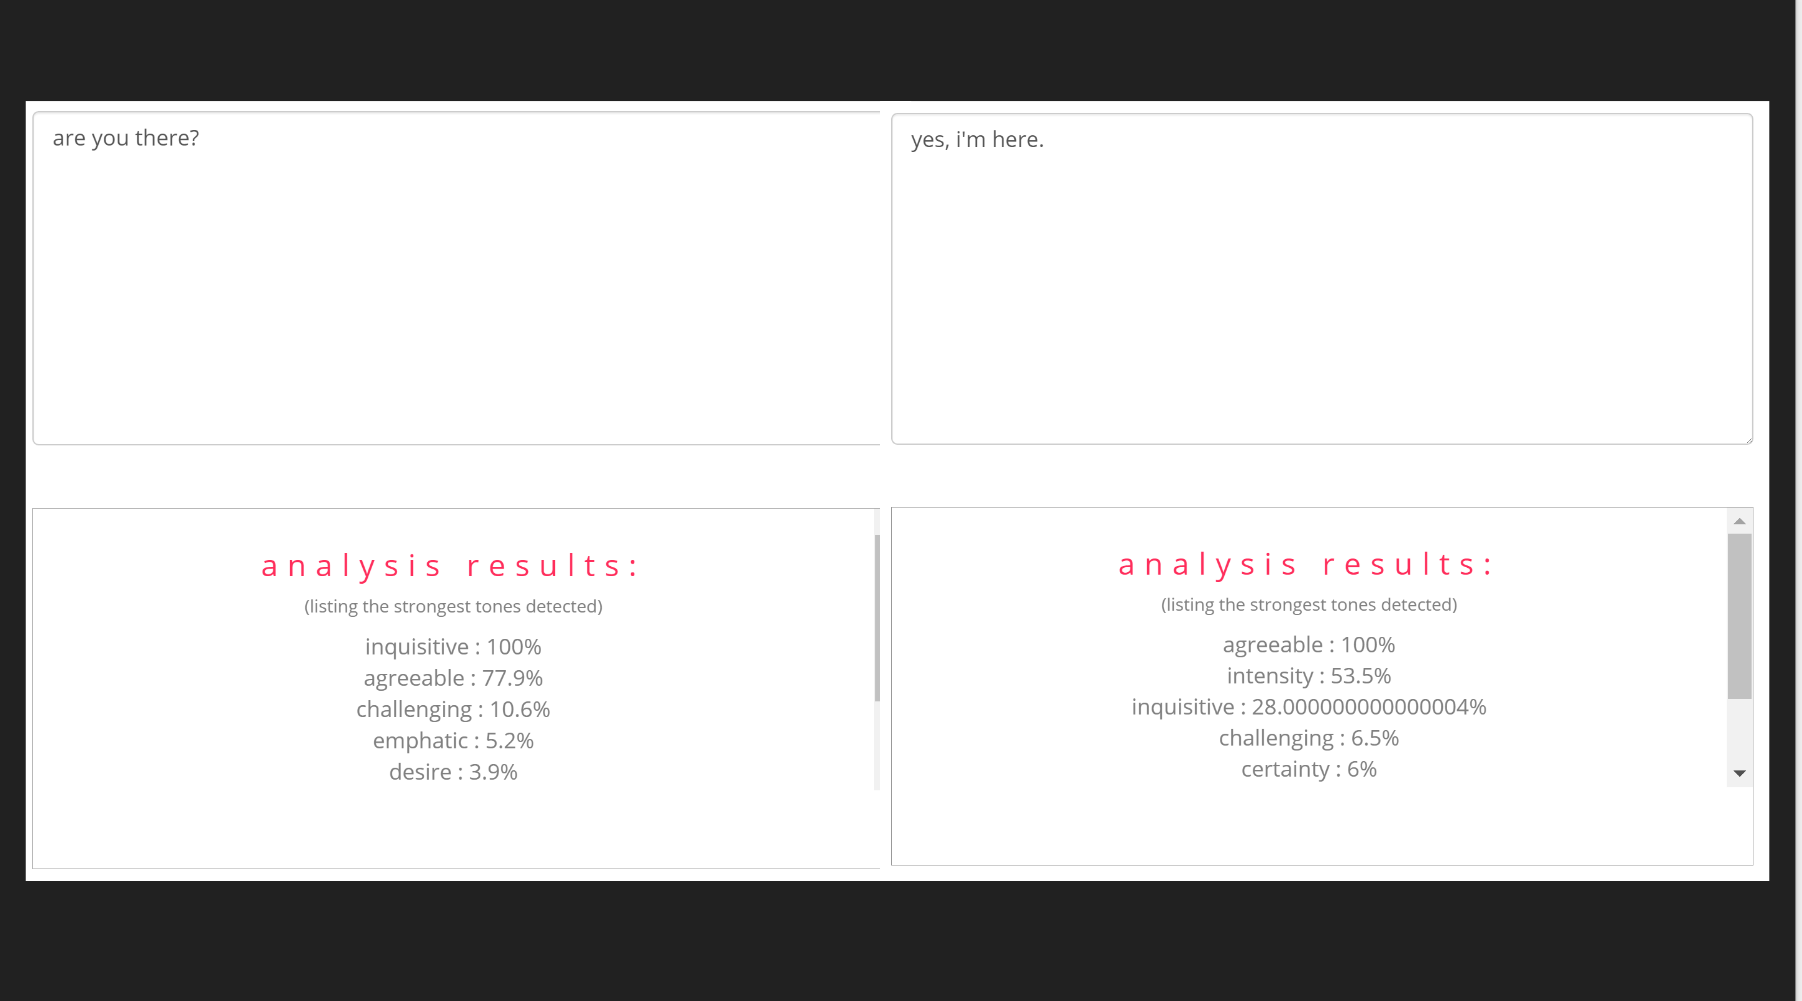 are you there?
analysis results:
(listing the strongest tones detected)
inquisitive : 100%
agreeable : 77.9%
challenging : 10.6%
emphatic : 5.2%
desire : 3.9%
yes, i'm here.
analysis results:
(listing the strongest tones detected)
agreeable : 100%
intensity : 53.5%
inquisitive : 28.000000000000004%
challenging : 6.5%
certainty : 6%